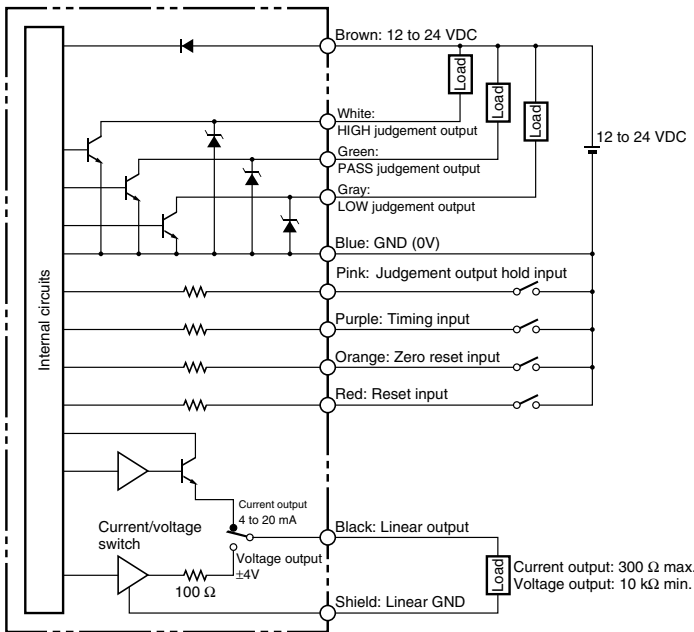 Brown: 12 to 24 VDC
Load
Load
Load
White:
HIGH judgement output
12 to 24 VDC
Green:
PASS judgement output
Gray:
LOW judgement output
Blue: GND (0V)
Pink: Judgement output hold input
Internal circuits
Purple: Timing input
Orange: Zero reset input
Red: Reset input
Current output
4 to 20 mA
Current/voltage
switch
Black: Linear output
Voltage output
±4V
100 Ω
Load
Current output: 300 Ω max.
Voltage output: 10 kΩ min.
Shield: Linear GND